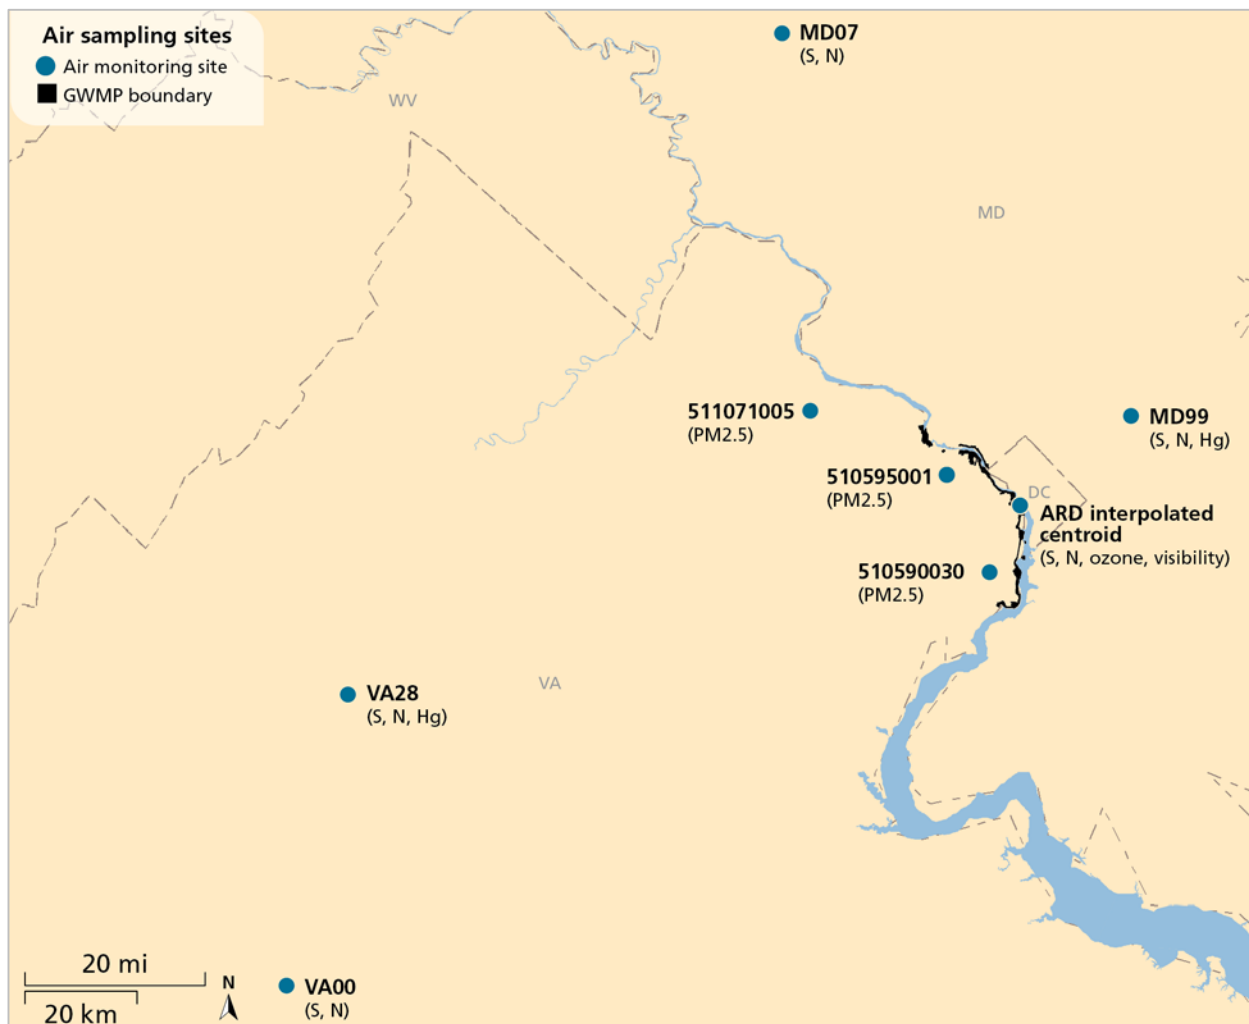 Air sampling sites
Air monitoring site
GWMP boundary
MD07
(S, N)
WV
MD
511071005
(PM2.5)
MD99
(S, N, Hg)
510595001
(PM2.5)
DC
ARD interpolated
centroid
(S, N, ozone, visibility)
510590030
(PM2.5)
VA28
(S, N, Hg)
VA
20 mi
20 km
N
VA00
(S, N)